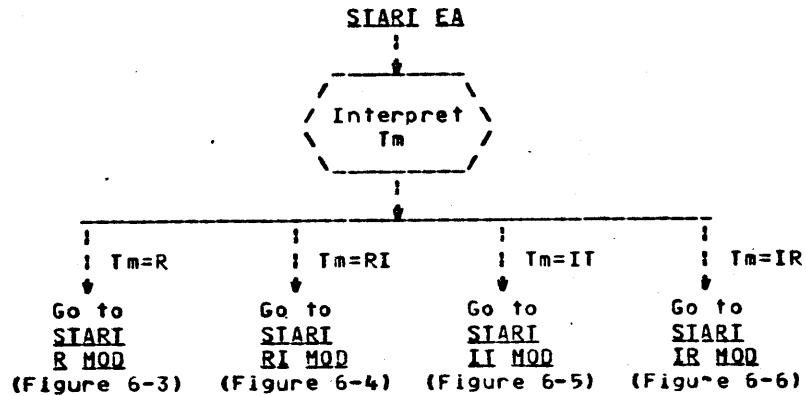 START EA
Interpret
Tm
Tm=R Tm=RI Tm=IT Tm=IR
Go to Go to Go to Go to
START START START START
R MOD RI MOD IT MOD IR MOD
(Figure 6-3) (Figure 6-4) (Figure 6-5) (Figure 6-6)